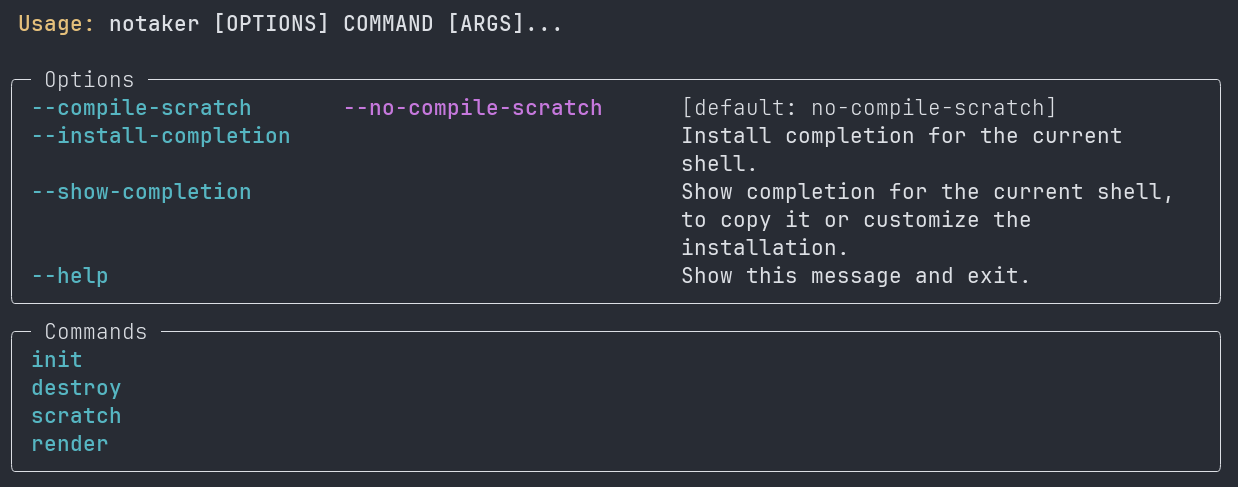 Usage: notaker [OPTIONS] COMMAND [ARGS]...
Options
--compile-scratch --no-compile-scratch [default: no-compile-scratch]
--install-completion Install completion for the current
shell.
--show-completion Show completion for the current shell,
to copy it or customize the
installation.
--help Show this message and exit.
Commands
init
destroy
scratch
render